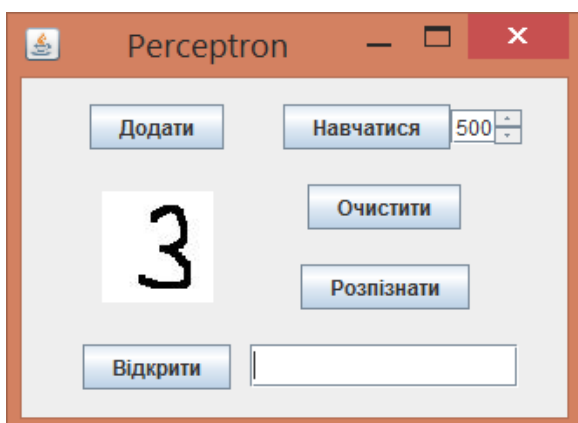 Perceptron
Додати
Навчатися 500
3
Очистити
Розпізнати
Відкрити